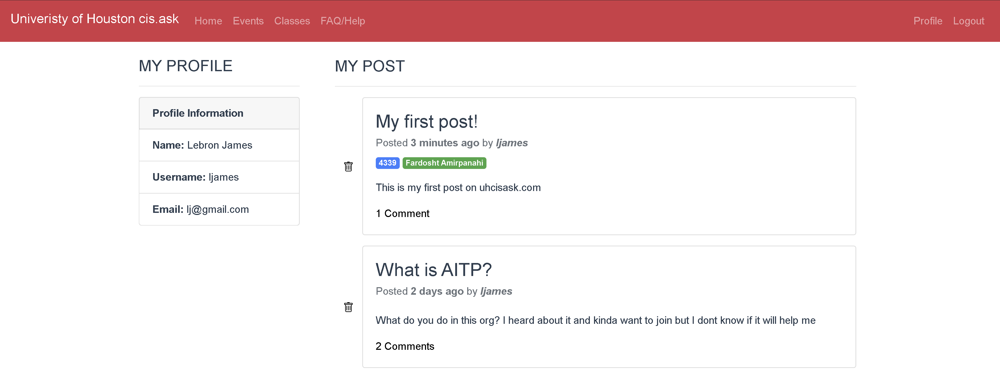 Univeristy of Houston cis.ask Home Events Classes FAQ/Help Profile Logout
MY PROFILE
Profile Information
Name: Lebron James
Username: ljames
Email: lj@gmail.com
MY POST
My first post!
Posted 3 minutes ago by ljames
4339 Fardosht Amirpanahi
This is my first post on uhcisask.com
1 Comment
What is AITP?
Posted 2 days ago by ljames
What do you do in this org? I heard about it and kinda want to join but I dont know if it will help me
2 Comments